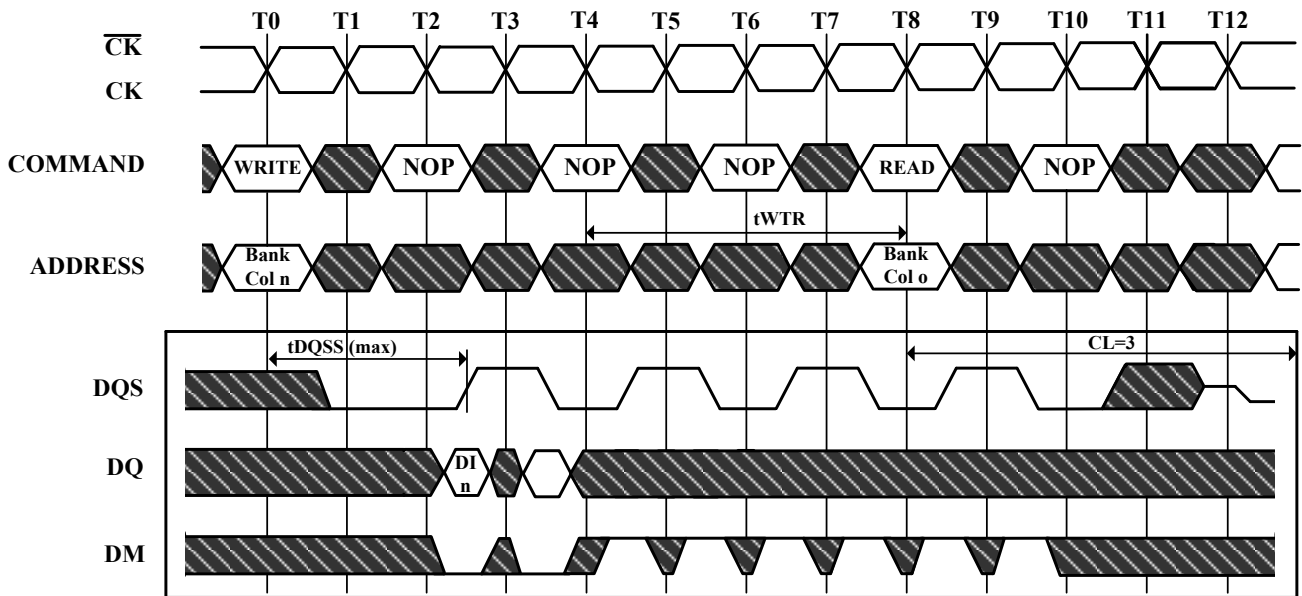 T0 T1 T2 T3 T4 T5 T6 T7 T8 T9 T10 T11 T12
CK
CK
COMMAND WRITE NOP NOP NOP READ NOP
tWTR
ADDRESS Bank Bank
Col n Col o
tDQSS (max) CL=3
DQS
DQ DI
n
DM